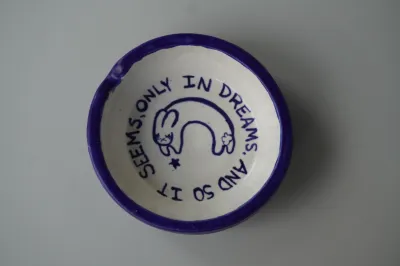 ONLY IN DREAMS, AND SO IT SEEMS,